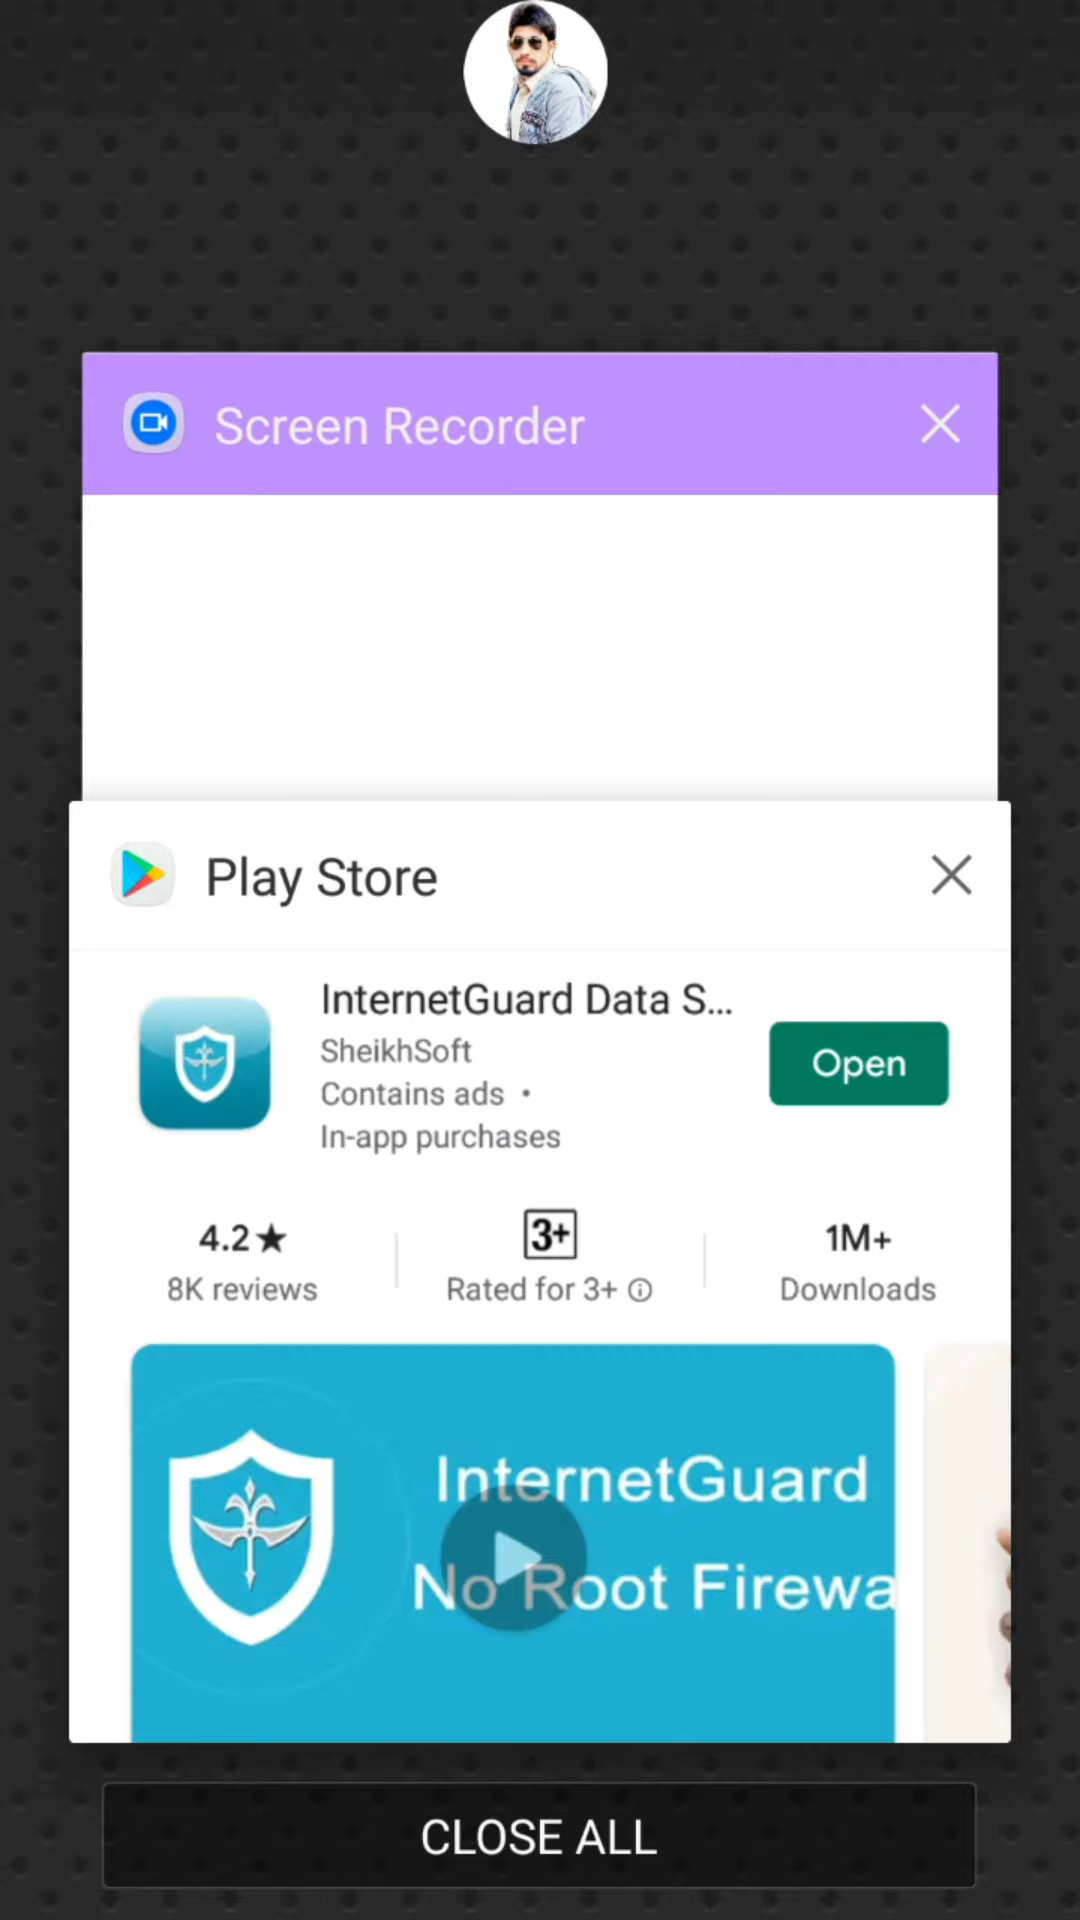 Screen Recorder
Play Store
InternetGuard Data S...
SheikhSoft
Contains ads •
In-app purchases
Open
4.2★
8K reviews
3+
Rated for 3+
1M+
Downloads
InternetGuard
No Root Firewa
CLOSE ALL